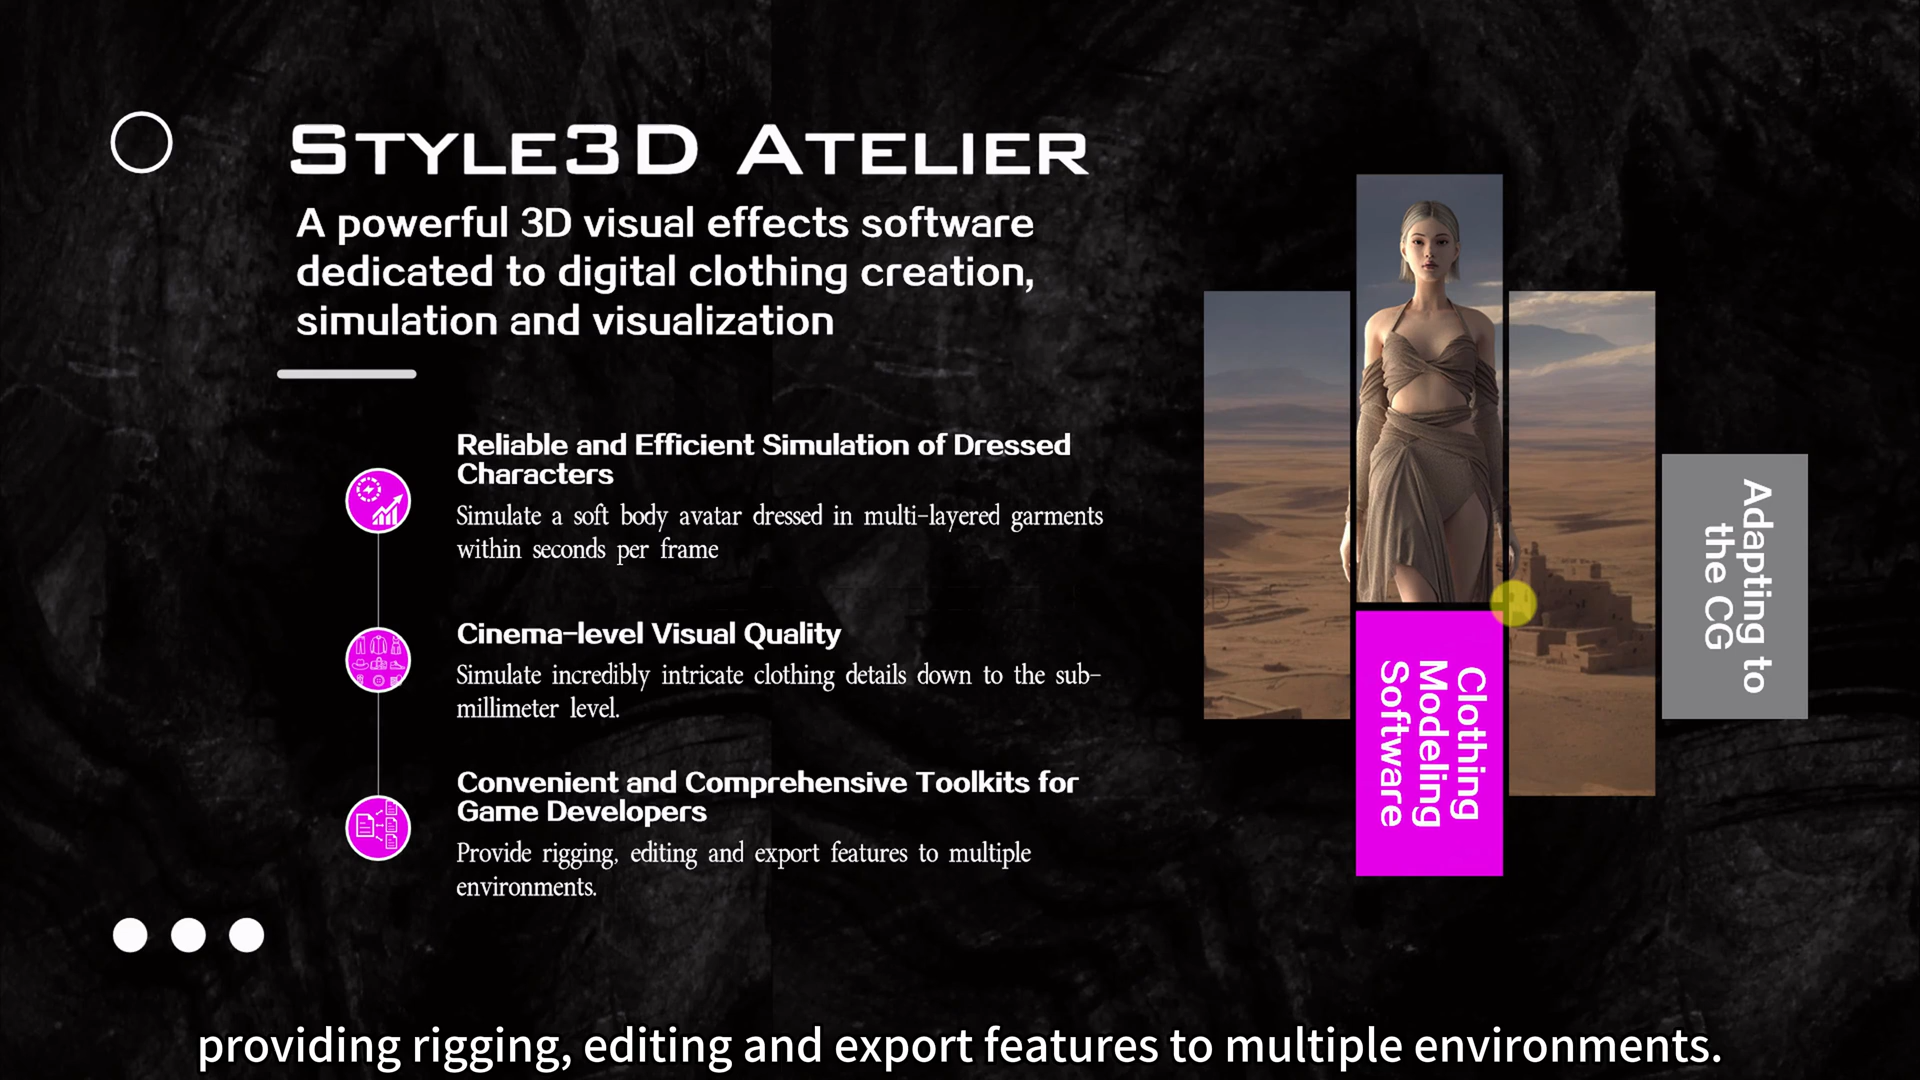 STYLE3D ATELIER
A powerful 3D visual effects software
dedicated to digital clothing creation,
simulation and visualization
Reliable and Efficient Simulation of Dressed
Characters
Simulate a soft body avatar dressed in multi-layered garments
within seconds per frame
Cinema-level Visual Quality
Simulate incredibly intricate clothing details down to the sub-
millimeter level.
Convenient and Comprehensive Toolkits for
Game Developers
Provide rigging, editing and export features to multiple
environments.
Clothing
Modeling
Software
Adapting to
the CG
providing rigging, editing and export features to multiple environments.